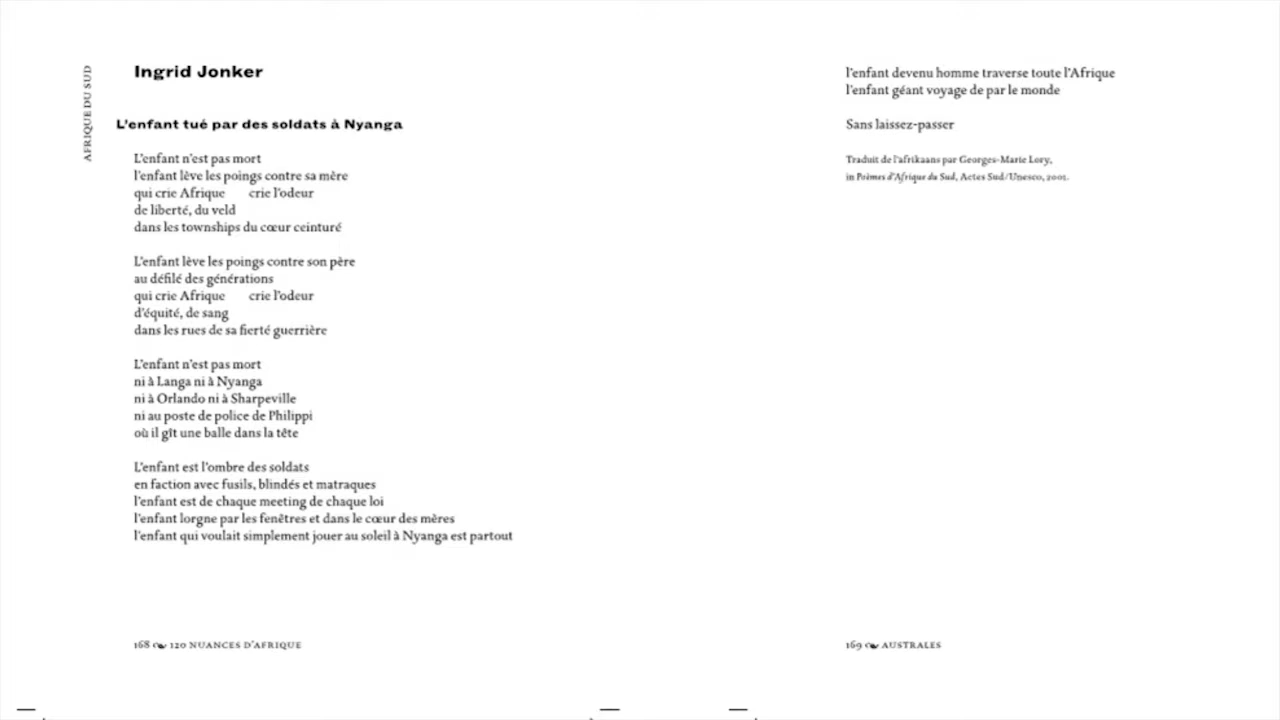 AFRIQUE DU SUD
Ingrid Jonker
L'enfant tué par des soldats à Nyanga
L'enfant n'est pas mort
l'enfant lève les poings contre sa mère
qui crie Afrique crie l'odeur
de liberté, du veld
dans les townships du cœur ceinturé
L'enfant lève les poings contre son père
au défilé des générations
qui crie Afrique crie l'odeur
d'équité, de sang
dans les rues de sa fierté guerrière
L'enfant n'est pas mort
ni à Langa ni à Nyanga
ni à Orlando ni à Sharpeville
ni au poste de police de Philippi
où il gît une balle dans la tête
L'enfant est l'ombre des soldats
en faction avec fusils, blindés et matraques
l'enfant est de chaque meeting de chaque loi
l'enfant lorgne par les fenêtres et dans le cœur des mères
l'enfant qui voulait simplement jouer au soleil à Nyanga est partout
168 120 NUANCES D'AFRIQUE
l'enfant devenu homme traverse toute l'Afrique
l'enfant géant voyage de par le monde
Sans laissez-passer
Traduit de l'afrikaans par Georges-Marie Lory,
in Poèmes d'Afrique du Sud, Actes Sud/Unesco, 2001.
169 AUSTRALES